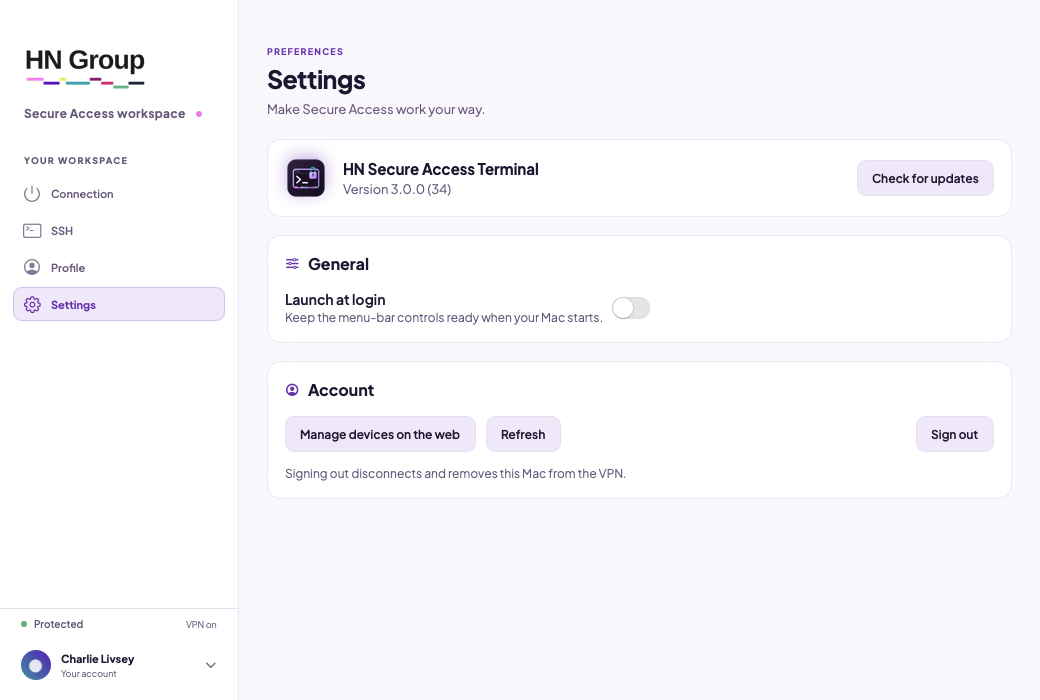 HN Group
Secure Access workspace
YOUR WORKSPACE
Connection
SSH
Profile
Settings
Protected
VPN on
Charlie Livsey
Your account
PREFERENCES
Settings
Make Secure Access work your way.
HN Secure Access Terminal
Version 3.0.0 (34)
Check for updates
General
Launch at login
Keep the menu-bar controls ready when your Mac starts.
Account
Manage devices on the web
Refresh
Sign out
Signing out disconnects and removes this Mac from the VPN.